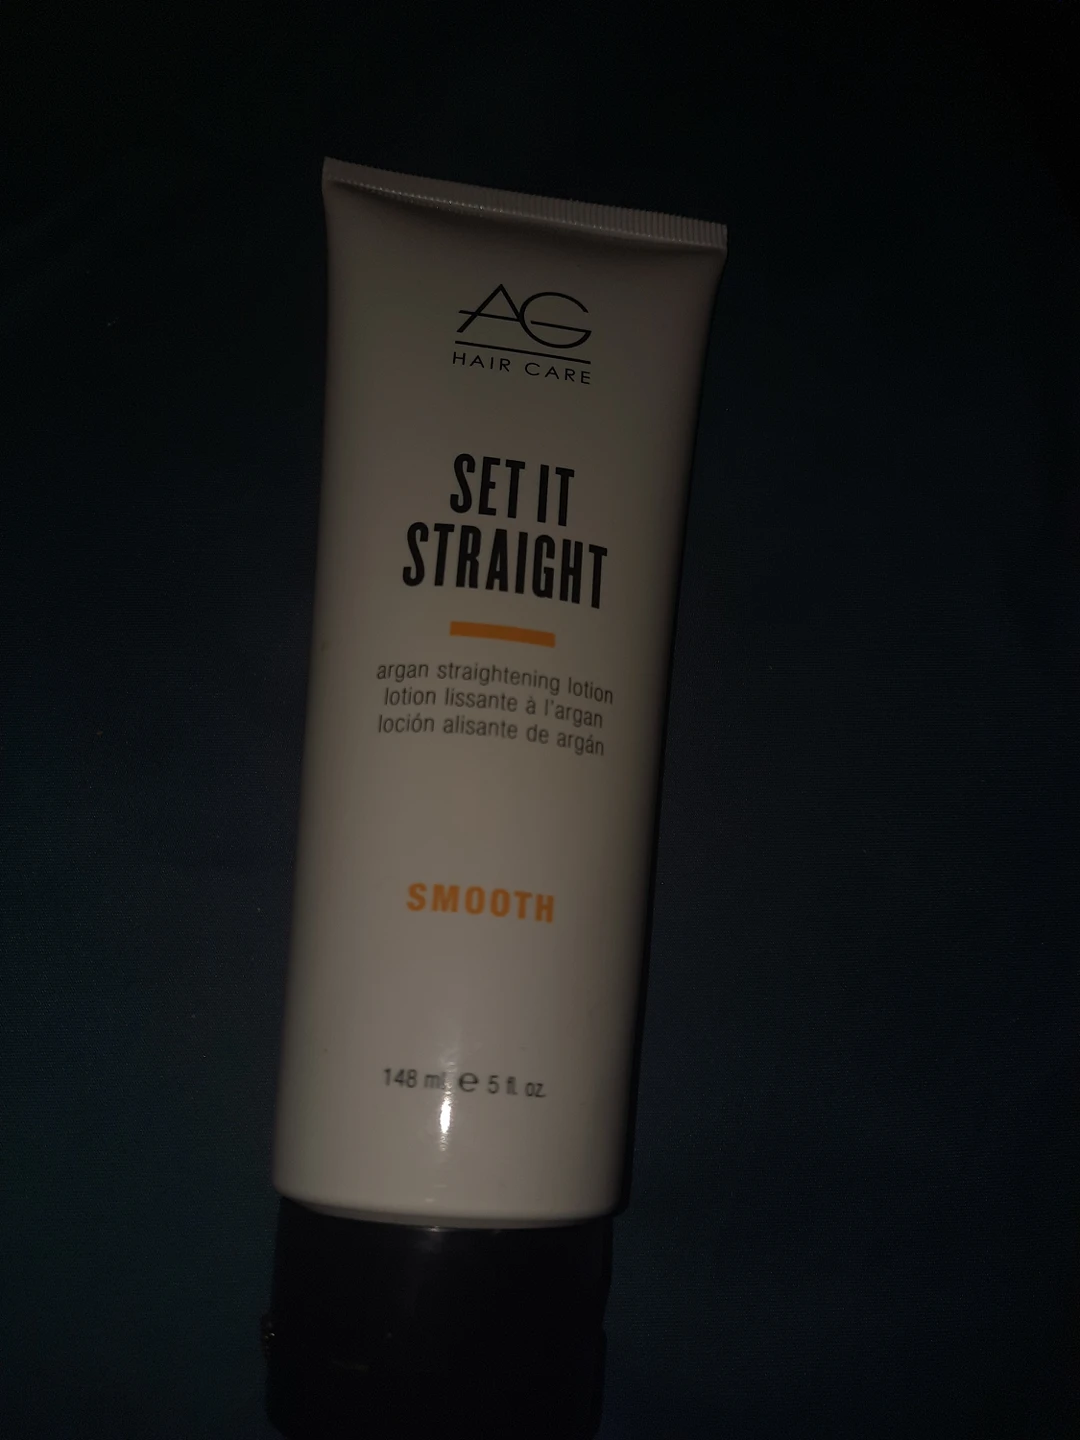 AG
HAIR CARE
SET IT
STRAIGHT
argan straightening lotion
lotion lissante à l'argan
loción alisante de argán
SMOOTH
148 mL e 5 fl. oz.